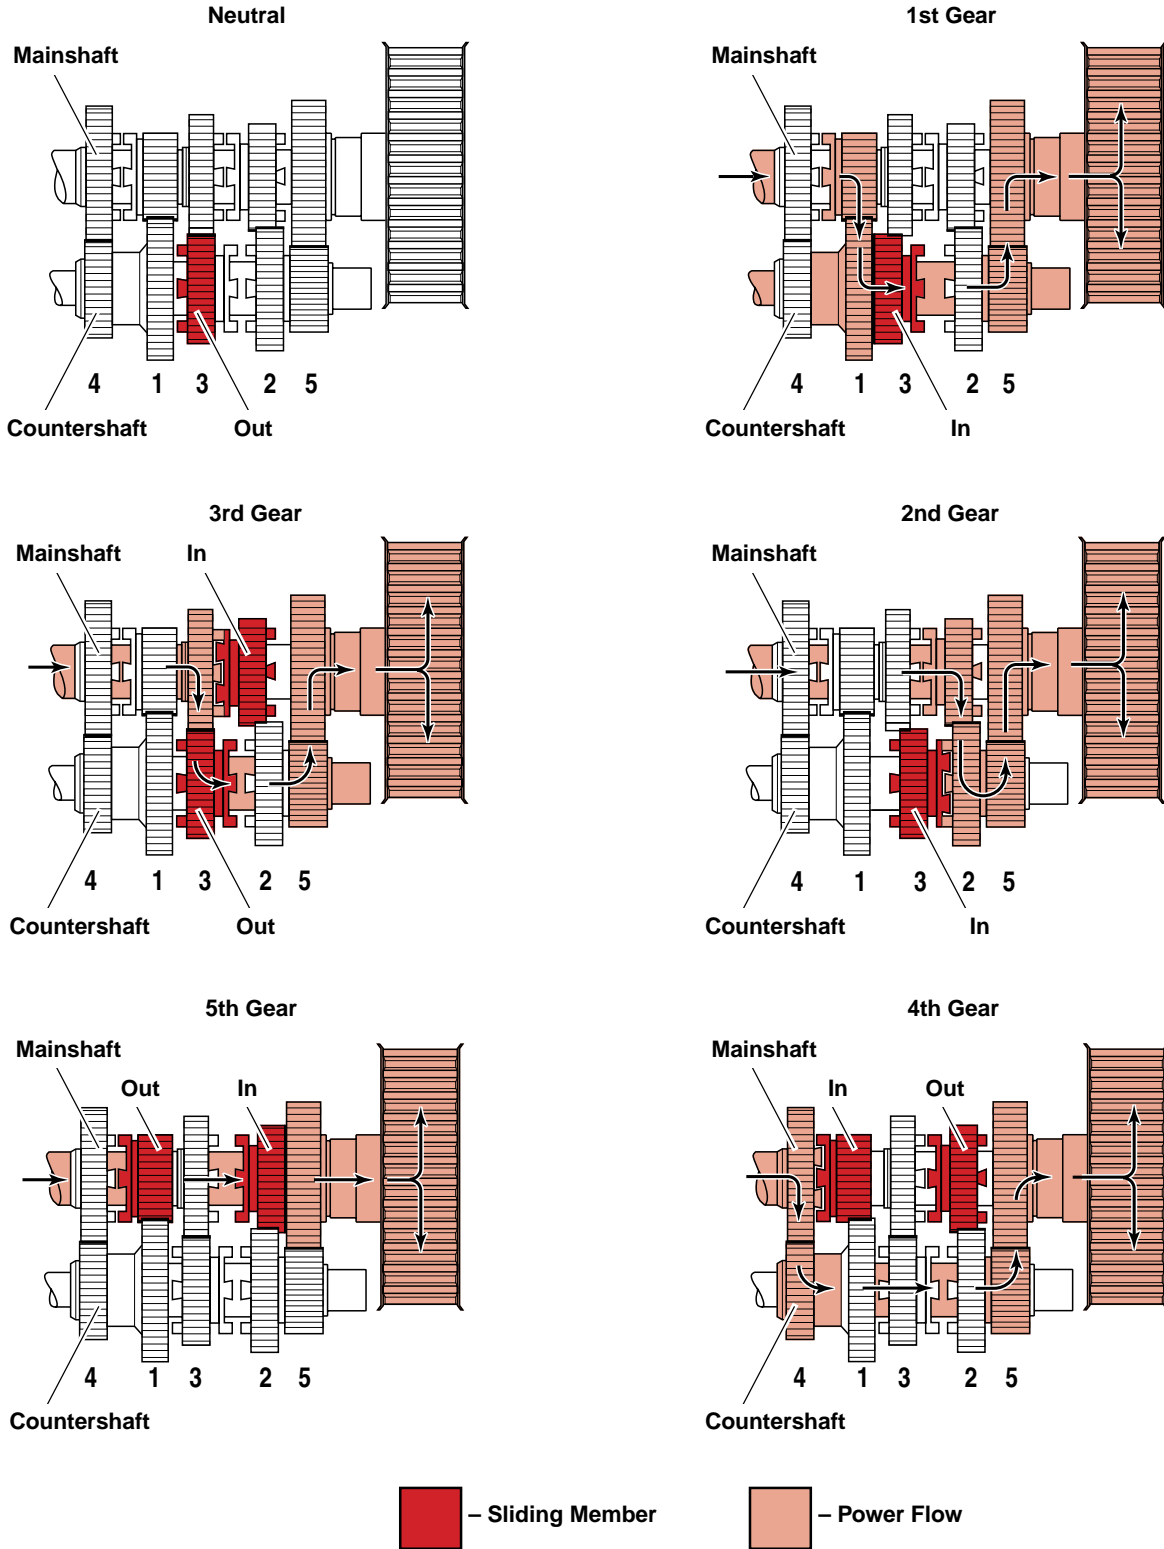 Neutral
Mainshaft
4 1 3 2 5
Countershaft Out
1st Gear
Mainshaft
4 1 3 2 5
Countershaft In
3rd Gear
Mainshaft In
4 1 3 2 5
Countershaft Out
2nd Gear
Mainshaft
4 1 3 2 5
Countershaft In
5th Gear
Mainshaft
Out In
4 1 3 2 5
Countershaft
4th Gear
Mainshaft
In Out
4 1 3 2 5
Countershaft
– Sliding Member
– Power Flow